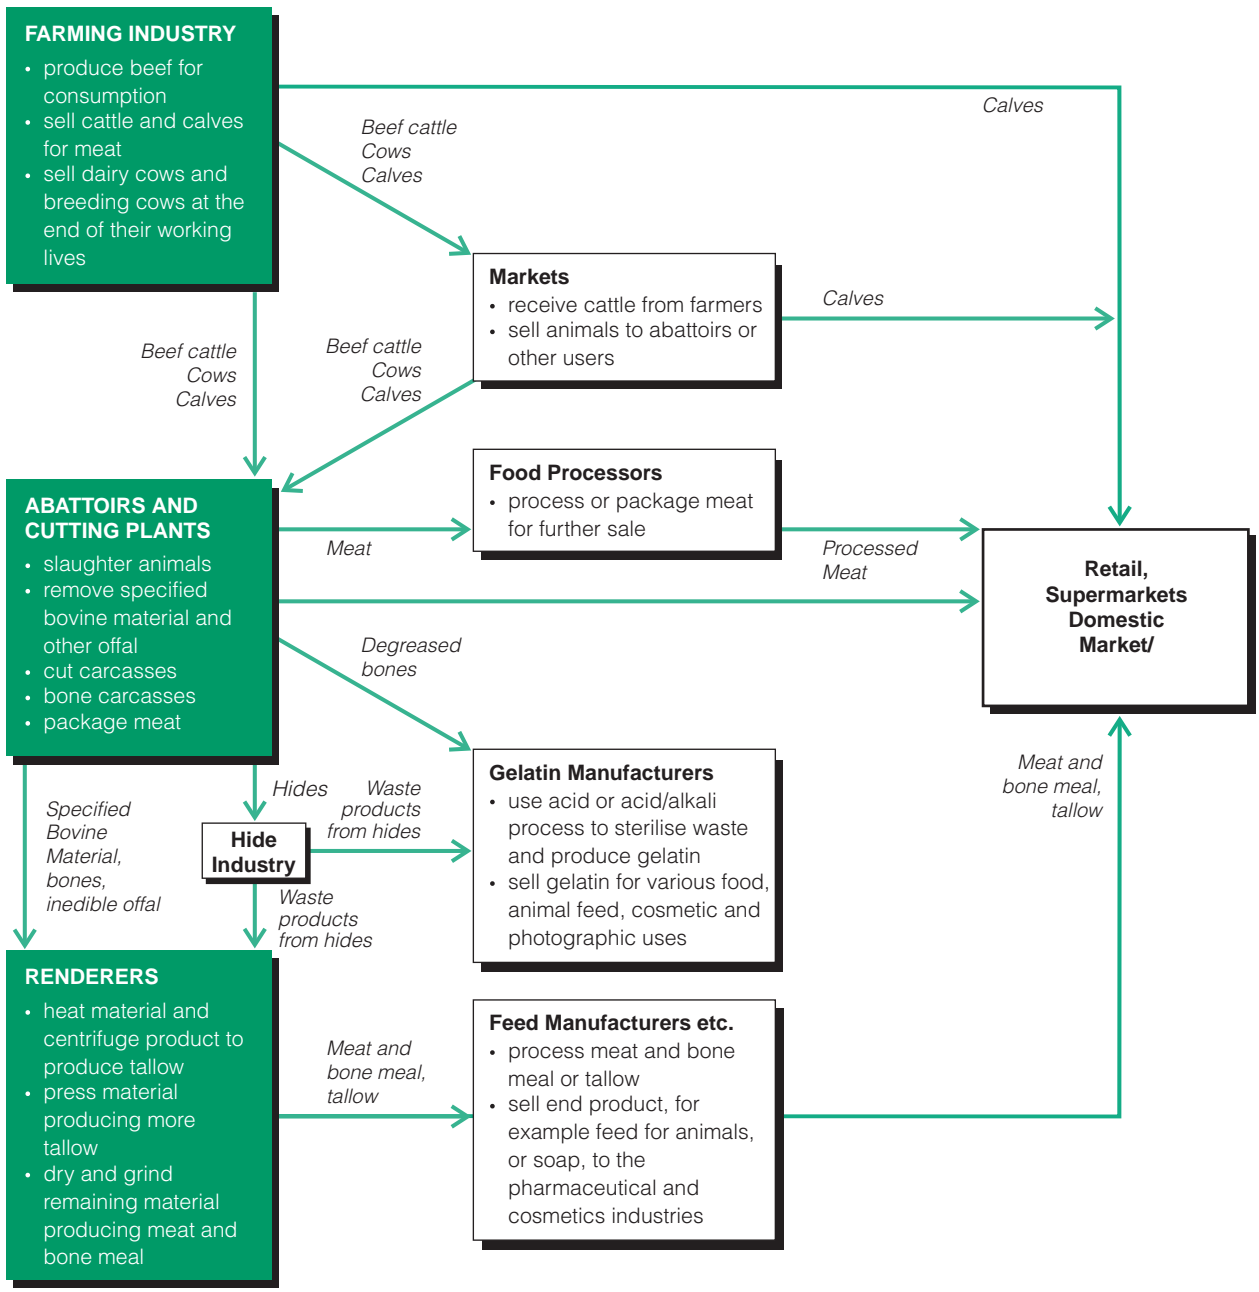 FARMING INDUSTRY
• produce beef for
consumption
• sell cattle and calves
for meat
• sell dairy cows and
breeding cows at the
end of their working
lives
Calves
Beef cattle
Cows
Calves
Markets
• receive cattle from farmers
• sell animals to abattoirs or
other users
Calves
Beef cattle
Cows
Calves
Beef cattle
Cows
Calves
Food Processors
• process or package meat
for further sale
ABATTOIRS AND
CUTTING PLANTS
• slaughter animals
• remove specified
bovine material and
other offal
• cut carcasses
• bone carcasses
• package meat
Meat
Processed
Meat
Retail,
Supermarkets
Domestic
Market/
Degreased
bones
Gelatin Manufacturers
• use acid or acid/alkali
process to sterilise waste
and produce gelatin
• sell gelatin for various food,
animal feed, cosmetic and
photographic uses
Meat and
bone meal,
tallow
Specified
Bovine
Material,
bones,
inedible offal
Hides
Waste
products
from hides
Hide
Industry
Waste
products
from hides
RENDERERS
• heat material and
centrifuge product to
produce tallow
• press material
producing more
tallow
• dry and grind
remaining material
producing meat and
bone meal
Meat and
bone meal,
tallow
Feed Manufacturers etc.
• process meat and bone
meal or tallow
• sell end product, for
example feed for animals,
or soap, to the
pharmaceutical and
cosmetics industries